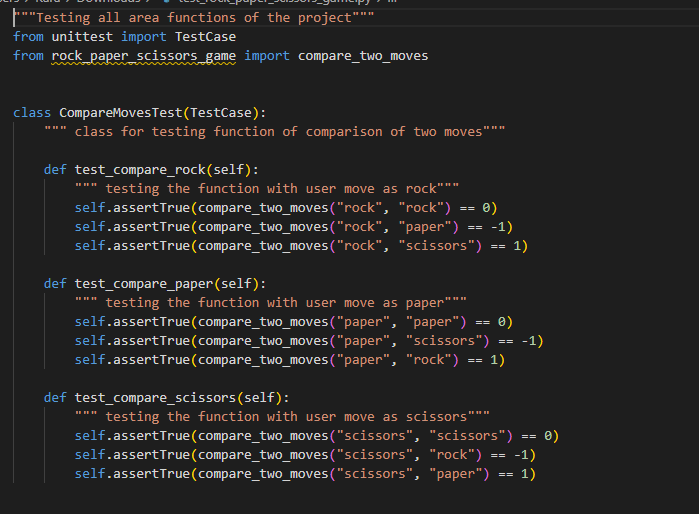 """Testing all area functions of the project"""
from unittest import TestCase
from rock_paper_scissors_game import compare_two_moves
class CompareMovesTest(TestCase):
""" class for testing function of comparison of two moves"""
def test_compare_rock(self):
""" testing the function with user move as rock"""
self.assertTrue(compare_two_moves("rock", "rock") == 0)
self.assertTrue(compare_two_moves("rock", "paper") == -1)
self.assertTrue(compare_two_moves("rock", "scissors") == 1)
def test_compare_paper(self):
""" testing the function with user move as paper"""
self.assertTrue(compare_two_moves("paper", "paper") == 0)
self.assertTrue(compare_two_moves("paper", "scissors") == -1)
self.assertTrue(compare_two_moves("paper", "rock") == 1)
def test_compare_scissors(self):
""" testing the function with user move as scissors"""
self.assertTrue(compare_two_moves("scissors", "scissors") == 0)
self.assertTrue(compare_two_moves("scissors", "rock") == -1)
self.assertTrue(compare_two_moves("scissors", "paper") == 1)